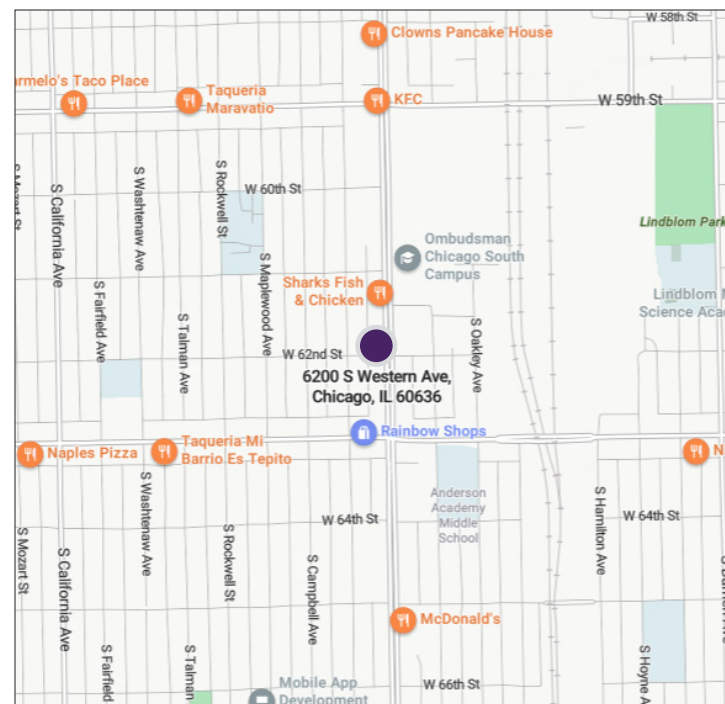 W 58th St
Clowns Pancake House
armelo's Taco Place
Taqueria
Maravatio
KFC
W 59th St
S Mozart St
S California Ave
S Washtenaw Ave
S Rockwell St
W 60th St
Lindblom Park
Ombudsman
Chicago South
Campus
S Maplewood Ave
Sharks Fish
& Chicken
S Fairfield Ave
S Talman Ave
S Oakley Ave
Lindblom M
Science Aca
W 62nd St
6200 S Western Ave,
Chicago, IL 60636
Rainbow Shops
Naples Pizza
Taqueria Mi
Barrio Es Tepito
N
S Washtenaw Ave
Anderson
Academy
Middle
School
W 64th St
S Hamilton Ave
W 64th St
S Mozart St
S California Ave
S Rockwell St
S Campbell Ave
S Damen Ave
McDonald's
S Fairfield
S Talman
S Hoyne A
W 66th St
Mobile App
Development